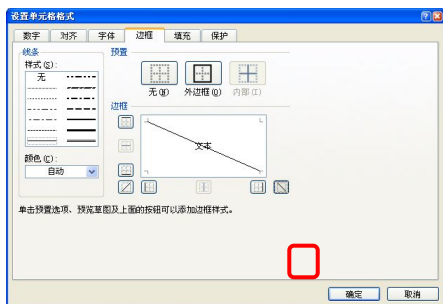 设置单元格格式
数字 对齐 字体 边框 填充 保护
线条
样式(S):
无
颜色(C):
自动
预置
无(N) 外边框(O) 内部(I)
边框
文本
单击预置选项、预览草图及上面的按钮可以添加边框样式。
确定 取消